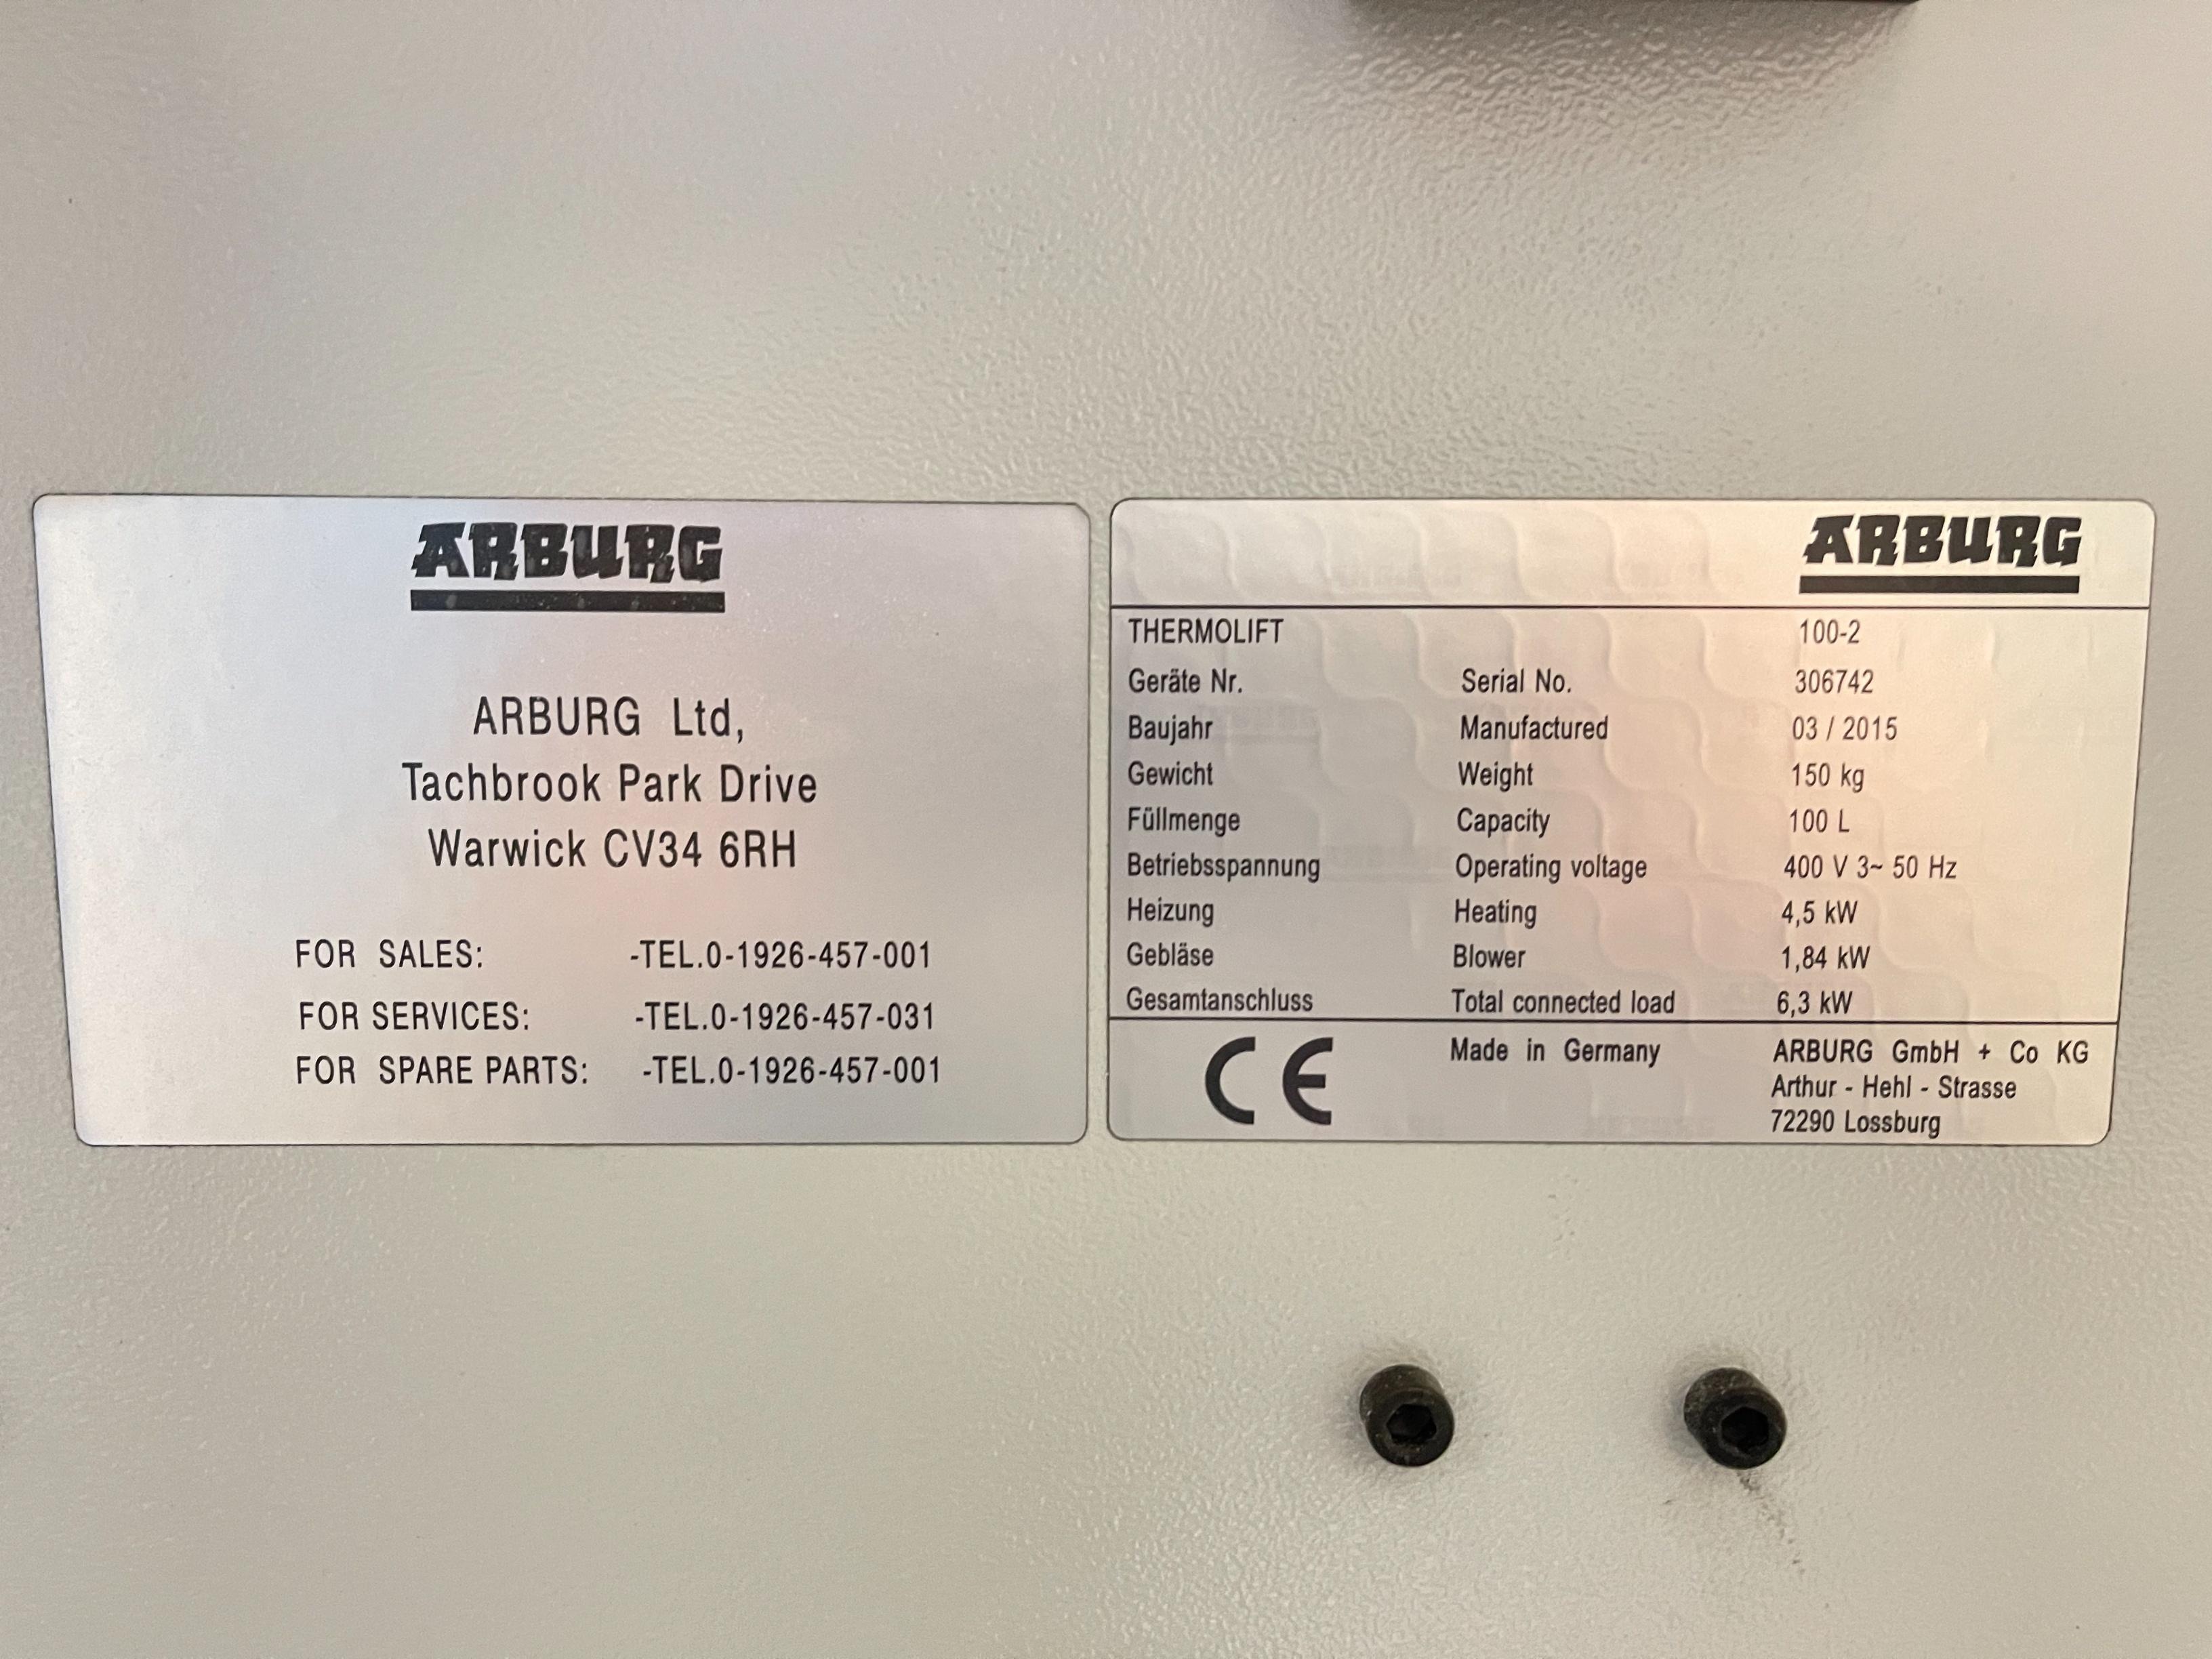 ARBURG
ARBURG Ltd,
Tachbrook Park Drive
Warwick CV34 6RH
FOR SALES: -TEL.0-1926-457-001
FOR SERVICES: -TEL.0-1926-457-031
FOR SPARE PARTS: -TEL.0-1926-457-001
ARBURG
THERMOLIFT 100-2
Geräte Nr. Serial No. 306742
Baujahr Manufactured 03 / 2015
Gewicht Weight 150 kg
Füllmenge Capacity 100 L
Betriebsspannung Operating voltage 400 V 3~ 50 Hz
Heizung Heating 4,5 kW
Gebläse Blower 1,84 kW
Gesamtanschluss Total connected load 6,3 kW
CE Made in Germany ARBURG GmbH + Co KG
Arthur - Hehl - Strasse
72290 Lossburg